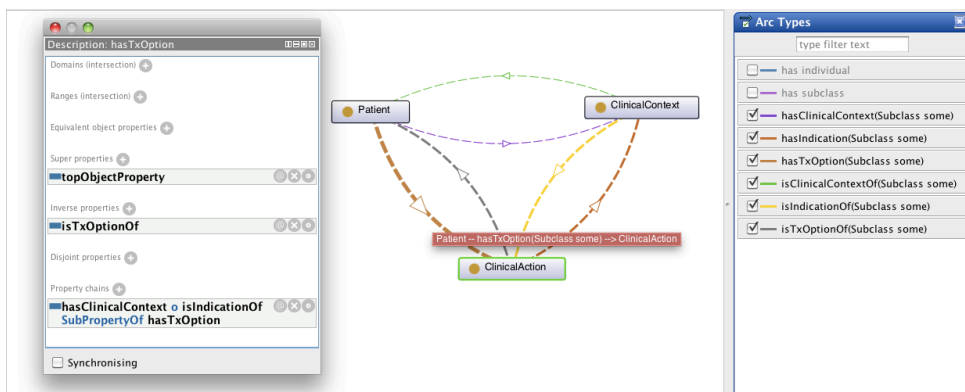 Description: hasTxOption
Domains (intersection)
Ranges (intersection)
Equivalent object properties
Super properties
topObjectProperty
Inverse properties
isTxOptionOf
Disjoint properties
Property chains
hasClinicalContext o isIndicationOf
SubPropertyOf hasTxOption
Synchronising
Patient
ClinicalContext
Patient -- hasTxOption(Subclass some) --> ClinicalAction
ClinicalAction
Arc Types
type filter text
has individual
has subclass
hasClinicalContext(Subclass some)
hasIndication(Subclass some)
hasTxOption(Subclass some)
isClinicalContextOf(Subclass some)
isIndicationOf(Subclass some)
isTxOptionOf(Subclass some)